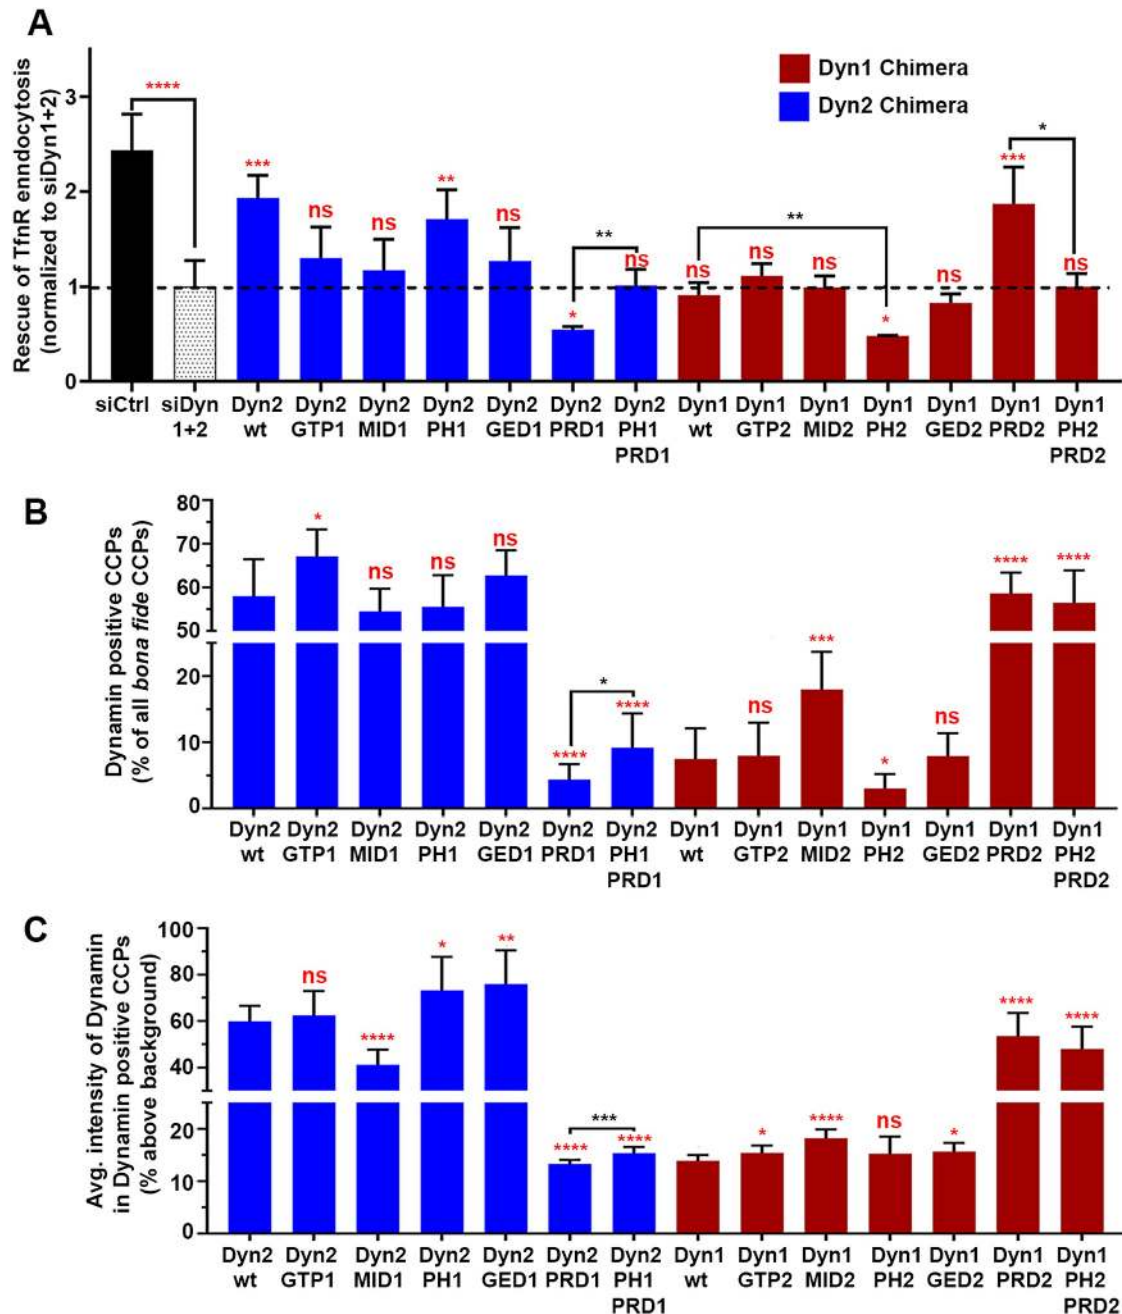 A
Rescue of TfnR enndocytosis
(normalized to siDyn1+2)
3
2
1
0
Dyn1 Chimera
Dyn2 Chimera
**** *** ns ns ** ns * ** ns ns ** ns ns * ns *** * ns
siCtrl siDyn Dyn2 Dyn2 Dyn2 Dyn2 Dyn2 Dyn2 Dyn2 Dyn1 Dyn1 Dyn1 Dyn1 Dyn1 Dyn1 Dyn1
1+2 wt GTP1 MID1 PH1 GED1 PRD1 PH1 wt GTP2 MID2 PH2 GED2 PRD2 PH2
PRD1 PRD2
B
Dynamin positive CCPs
(% of all bona fide CCPs)
80
70
60
50
20
10
0
* ns ns ns **** * **** ns *** * ns **** ****
Dyn2 Dyn2 Dyn2 Dyn2 Dyn2 Dyn2 Dyn2 Dyn1 Dyn1 Dyn1 Dyn1 Dyn1 Dyn1 Dyn1
wt GTP1 MID1 PH1 GED1 PRD1 PH1 wt GTP2 MID2 PH2 GED2 PRD2 PH2
PRD1 PRD2
C
Avg. intensity of Dynamin
in Dynamin positive CCPs
(% above background)
100
80
60
40
20
10
0
ns **** * ** **** *** **** * **** ns * **** ****
Dyn2 Dyn2 Dyn2 Dyn2 Dyn2 Dyn2 Dyn2 Dyn1 Dyn1 Dyn1 Dyn1 Dyn1 Dyn1 Dyn1
wt GTP1 MID1 PH1 GED1 PRD1 PH1 wt GTP2 MID2 PH2 GED2 PRD2 PH2
PRD1 PRD2